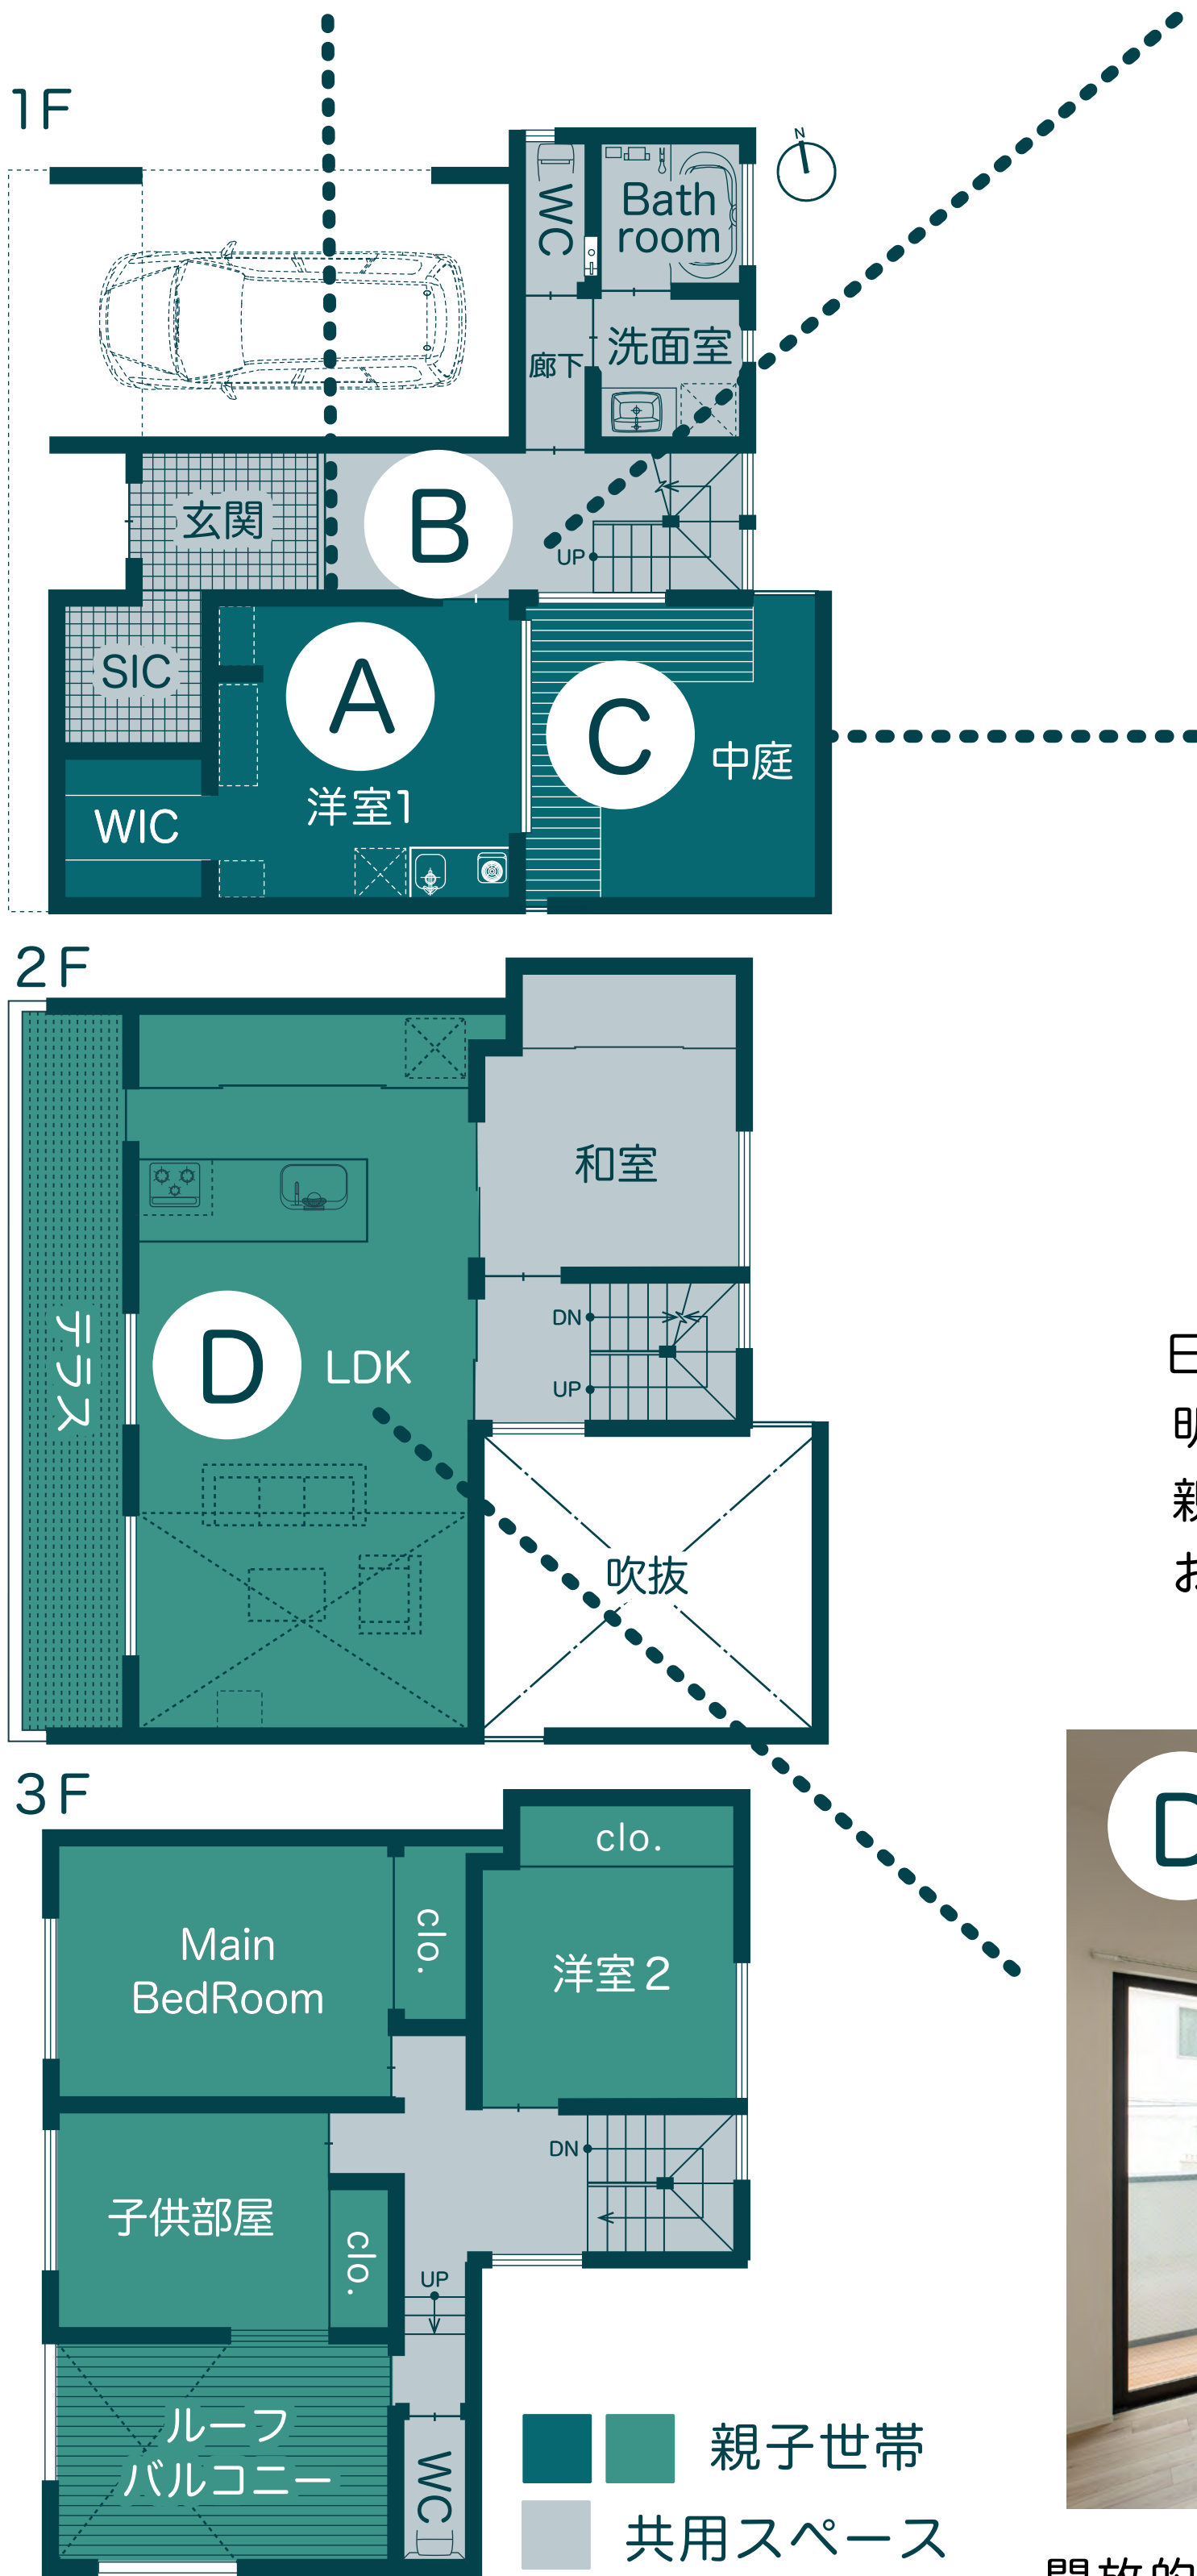 1F
N
WC
Bath
room
廊下
洗面室
玄関
B
UP
SIC
A
C
中庭
洋室1
WIC
2F
和室
テラス
D
LDK
DN
UP
吹抜
3F
D
clo.
Main
BedRoom
clo.
洋室2
DN
子供部屋
clo.
UP
ルーフ
バルコニー
WC
親子世帯
共用スペース